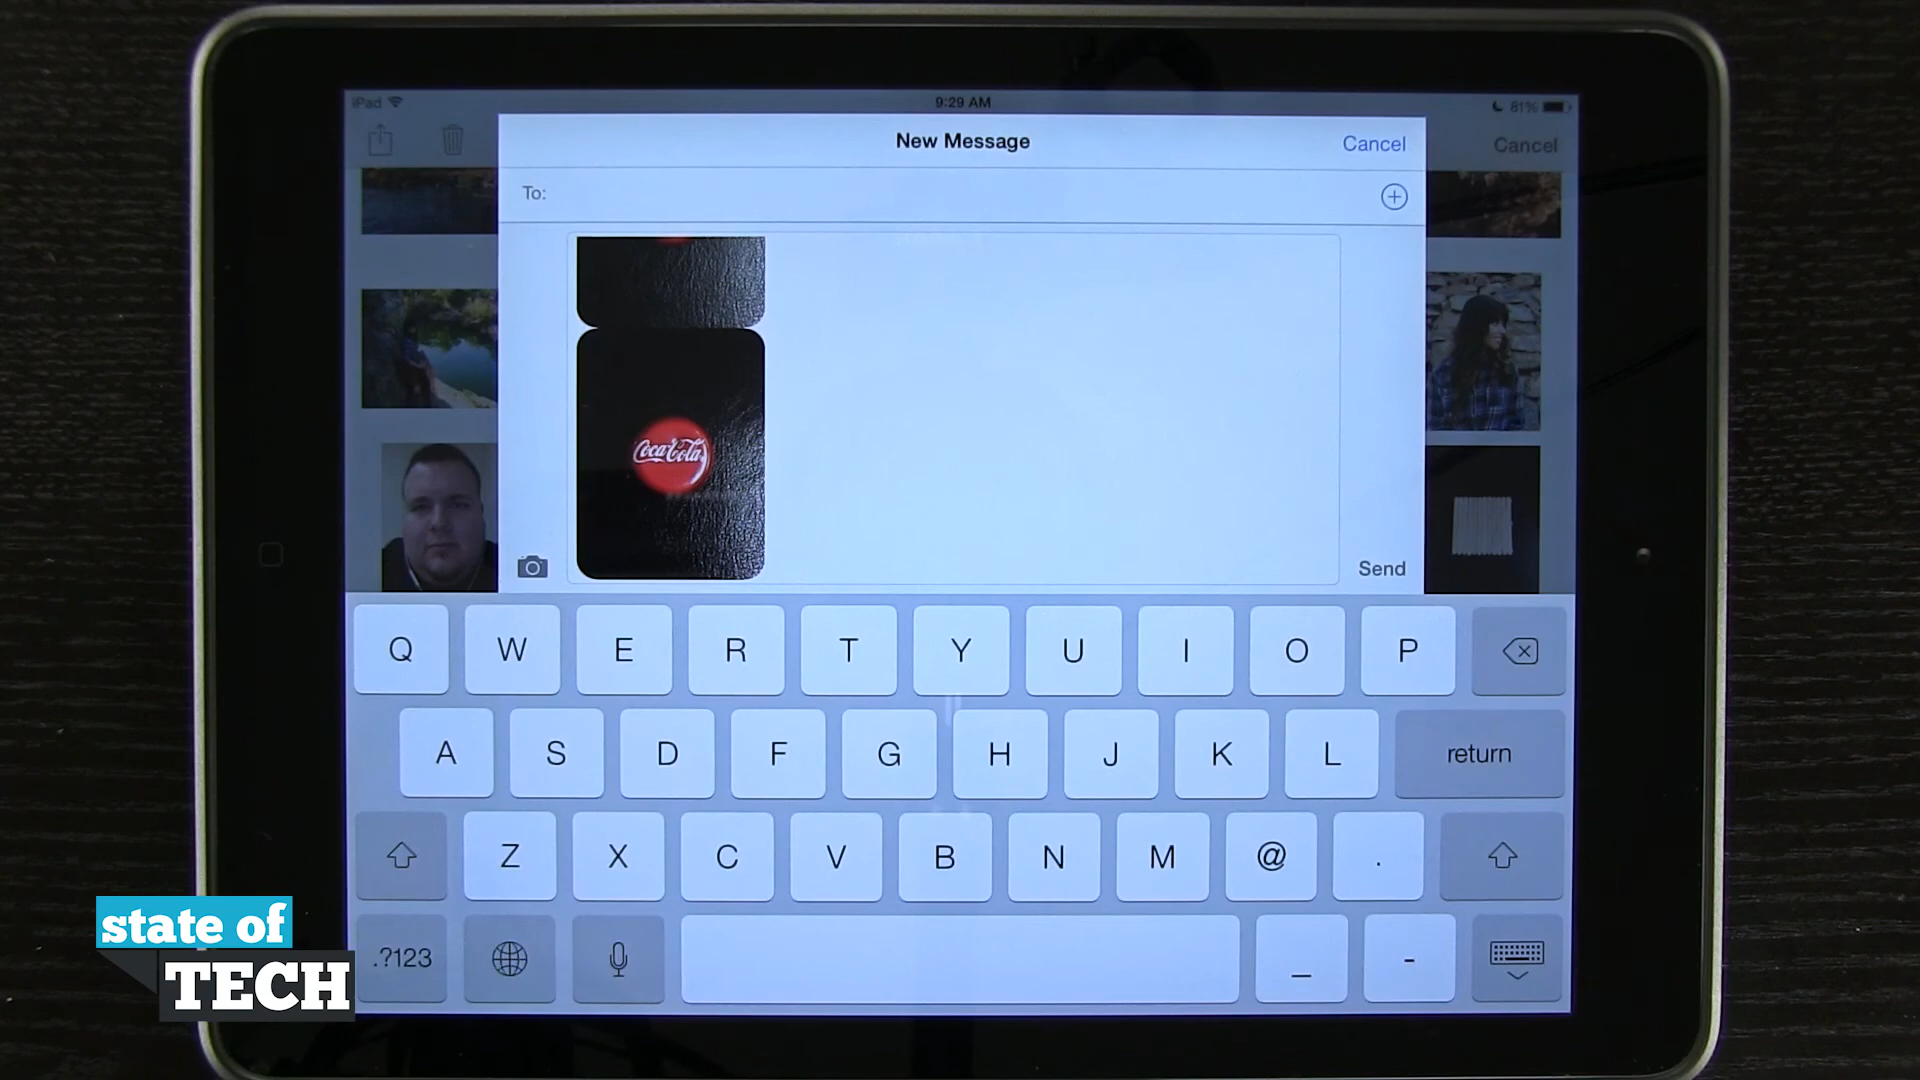 iPad 9:29 AM 81%
New Message Cancel Cancel
To:
Coca-Cola
Send
Q W E R T Y U I O P
A S D F G H J K L return
Z X C V B N M @ .
.?123 _ -
state of
TECH